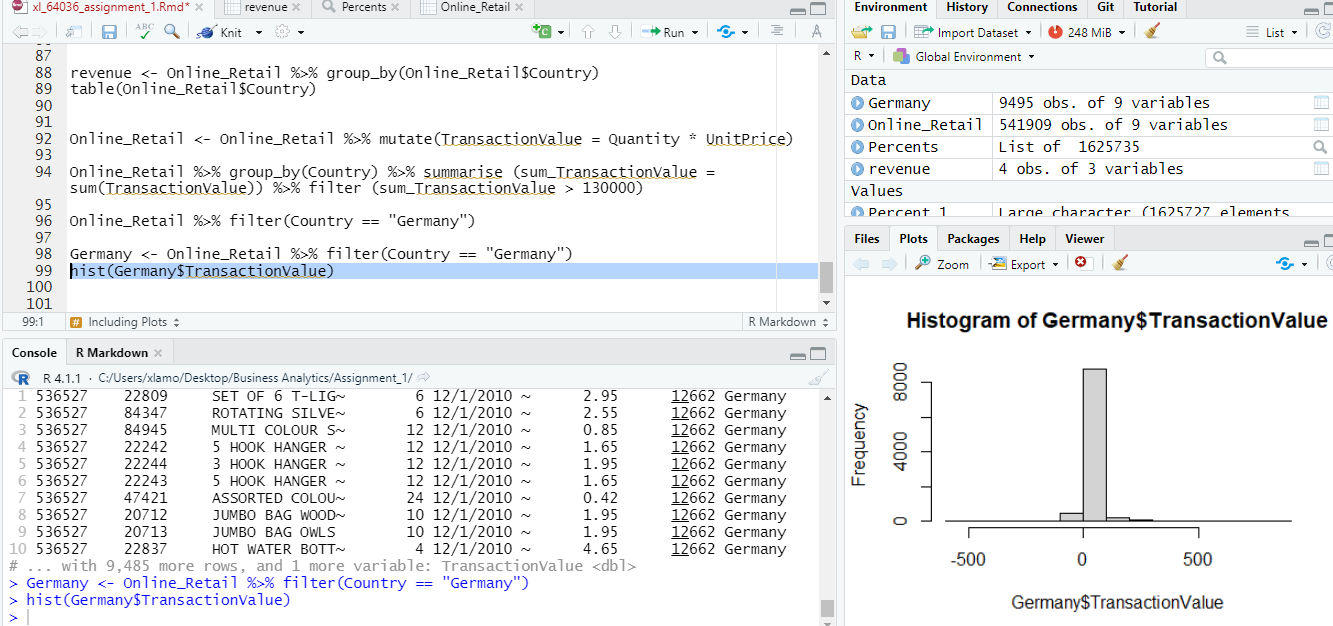 xl_64036_assignment_1.Rmd* × revenue × Percents × Online_Retail ×
ABC Knit Run
87
88 revenue <- Online_Retail %>% group_by(Online_Retail$Country)
89 table(Online_Retail$Country)
90
91
92 Online_Retail <- Online_Retail %>% mutate(TransactionValue = Quantity * UnitPrice)
93
94 Online_Retail %>% group_by(Country) %>% summarise (sum_TransactionValue =
sum(TransactionValue)) %>% filter (sum_TransactionValue > 130000)
95
96 Online_Retail %>% filter(Country == "Germany")
97
98 Germany <- Online_Retail %>% filter(Country == "Germany")
99 hist(Germany$TransactionValue)
100
101
99:1 # Including Plots R Markdown
Console R Markdown ×
R R 4.1.1 · C:/Users/xlamo/Desktop/Business Analytics/Assignment_1/
1 536527 22809 SET OF 6 T-LIG~ 6 12/1/2010 ~ 2.95 12662 Germany
2 536527 84347 ROTATING SILVE~ 6 12/1/2010 ~ 2.55 12662 Germany
3 536527 84945 MULTI COLOUR S~ 12 12/1/2010 ~ 0.85 12662 Germany
4 536527 22242 5 HOOK HANGER ~ 12 12/1/2010 ~ 1.65 12662 Germany
5 536527 22244 3 HOOK HANGER ~ 12 12/1/2010 ~ 1.95 12662 Germany
6 536527 22243 5 HOOK HANGER ~ 12 12/1/2010 ~ 1.65 12662 Germany
7 536527 47421 ASSORTED COLOU~ 24 12/1/2010 ~ 0.42 12662 Germany
8 536527 20712 JUMBO BAG WOOD~ 10 12/1/2010 ~ 1.95 12662 Germany
9 536527 20713 JUMBO BAG OWLS 10 12/1/2010 ~ 1.95 12662 Germany
10 536527 22837 HOT WATER BOTT~ 4 12/1/2010 ~ 4.65 12662 Germany
# ... with 9,485 more rows, and 1 more variable: TransactionValue <dbl>
> Germany <- Online_Retail %>% filter(Country == "Germany")
> hist(Germany$TransactionValue)
>
Environment History Connections Git Tutorial
Import Dataset 248 MiB List
R Global Environment
Data
Germany 9495 obs. of 9 variables
Online_Retail 541909 obs. of 9 variables
Percents List of 1625735
revenue 4 obs. of 3 variables
Values
Percent 1 Large character (1625727 elements
Files Plots Packages Help Viewer
Zoom Export
Histogram of Germany$TransactionValue
Frequency
8000
4000
0
-500 0 500
Germany$TransactionValue